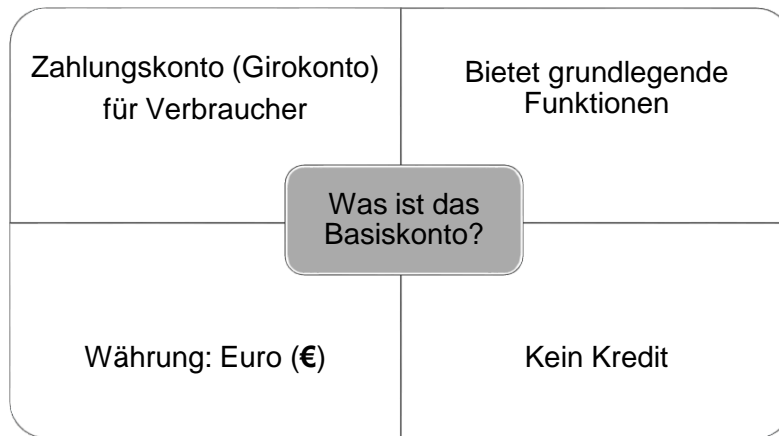 Zahlungskonto (Girokonto)
für Verbraucher
Bietet grundlegende
Funktionen
Was ist das
Basiskonto?
Währung: Euro (€)
Kein Kredit